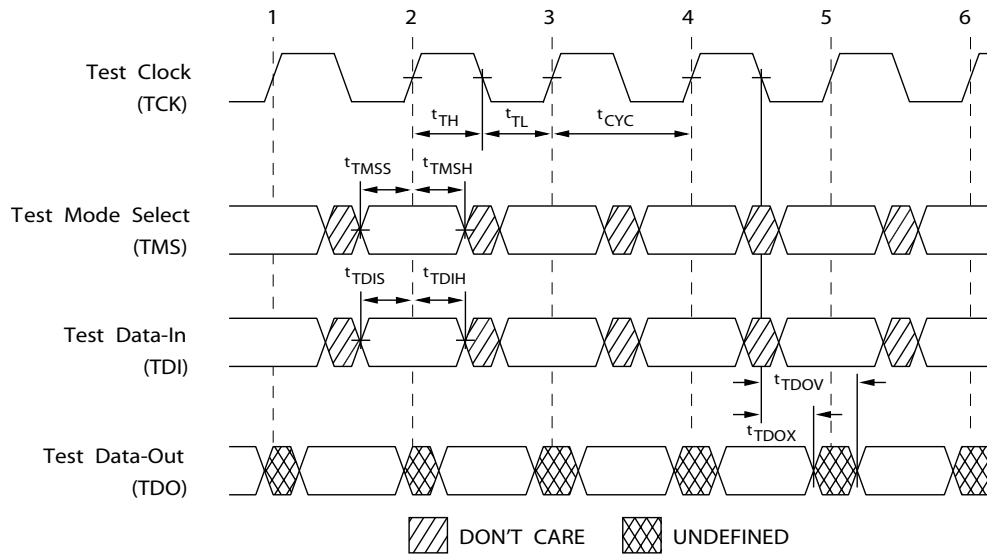 1 2 3 4 5 6
Test Clock
(TCK)
tTH tTL tCYC
tTMSS tTMSH
Test Mode Select
(TMS)
tTDIS tTDIH
Test Data-In
(TDI)
tTDOV
tTDOX
Test Data-Out
(TDO)
DON'T CARE UNDEFINED